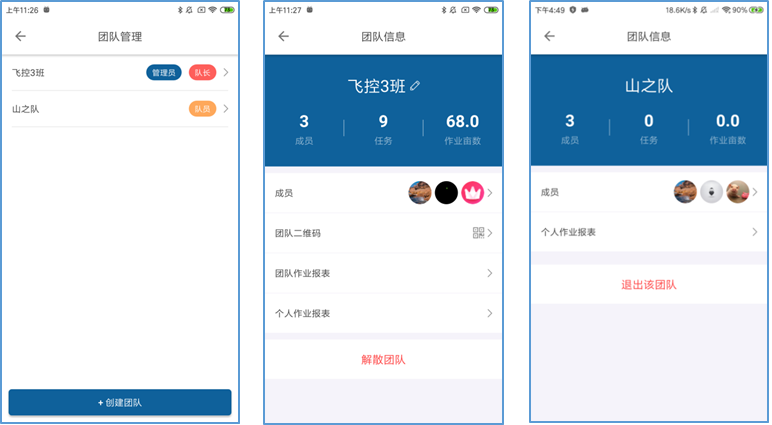 上午11:26
团队管理
飞控3班 管理员 队长
山之队 队员
+ 创建团队
上午11:27
团队信息
飞控3班
3 9 68.0
成员 任务 作业亩数
成员
团队二维码
团队作业报表
个人作业报表
解散团队
下午4:49 18.6K/s 90%
团队信息
山之队
3 0 0.0
成员 任务 作业亩数
成员
个人作业报表
退出该团队